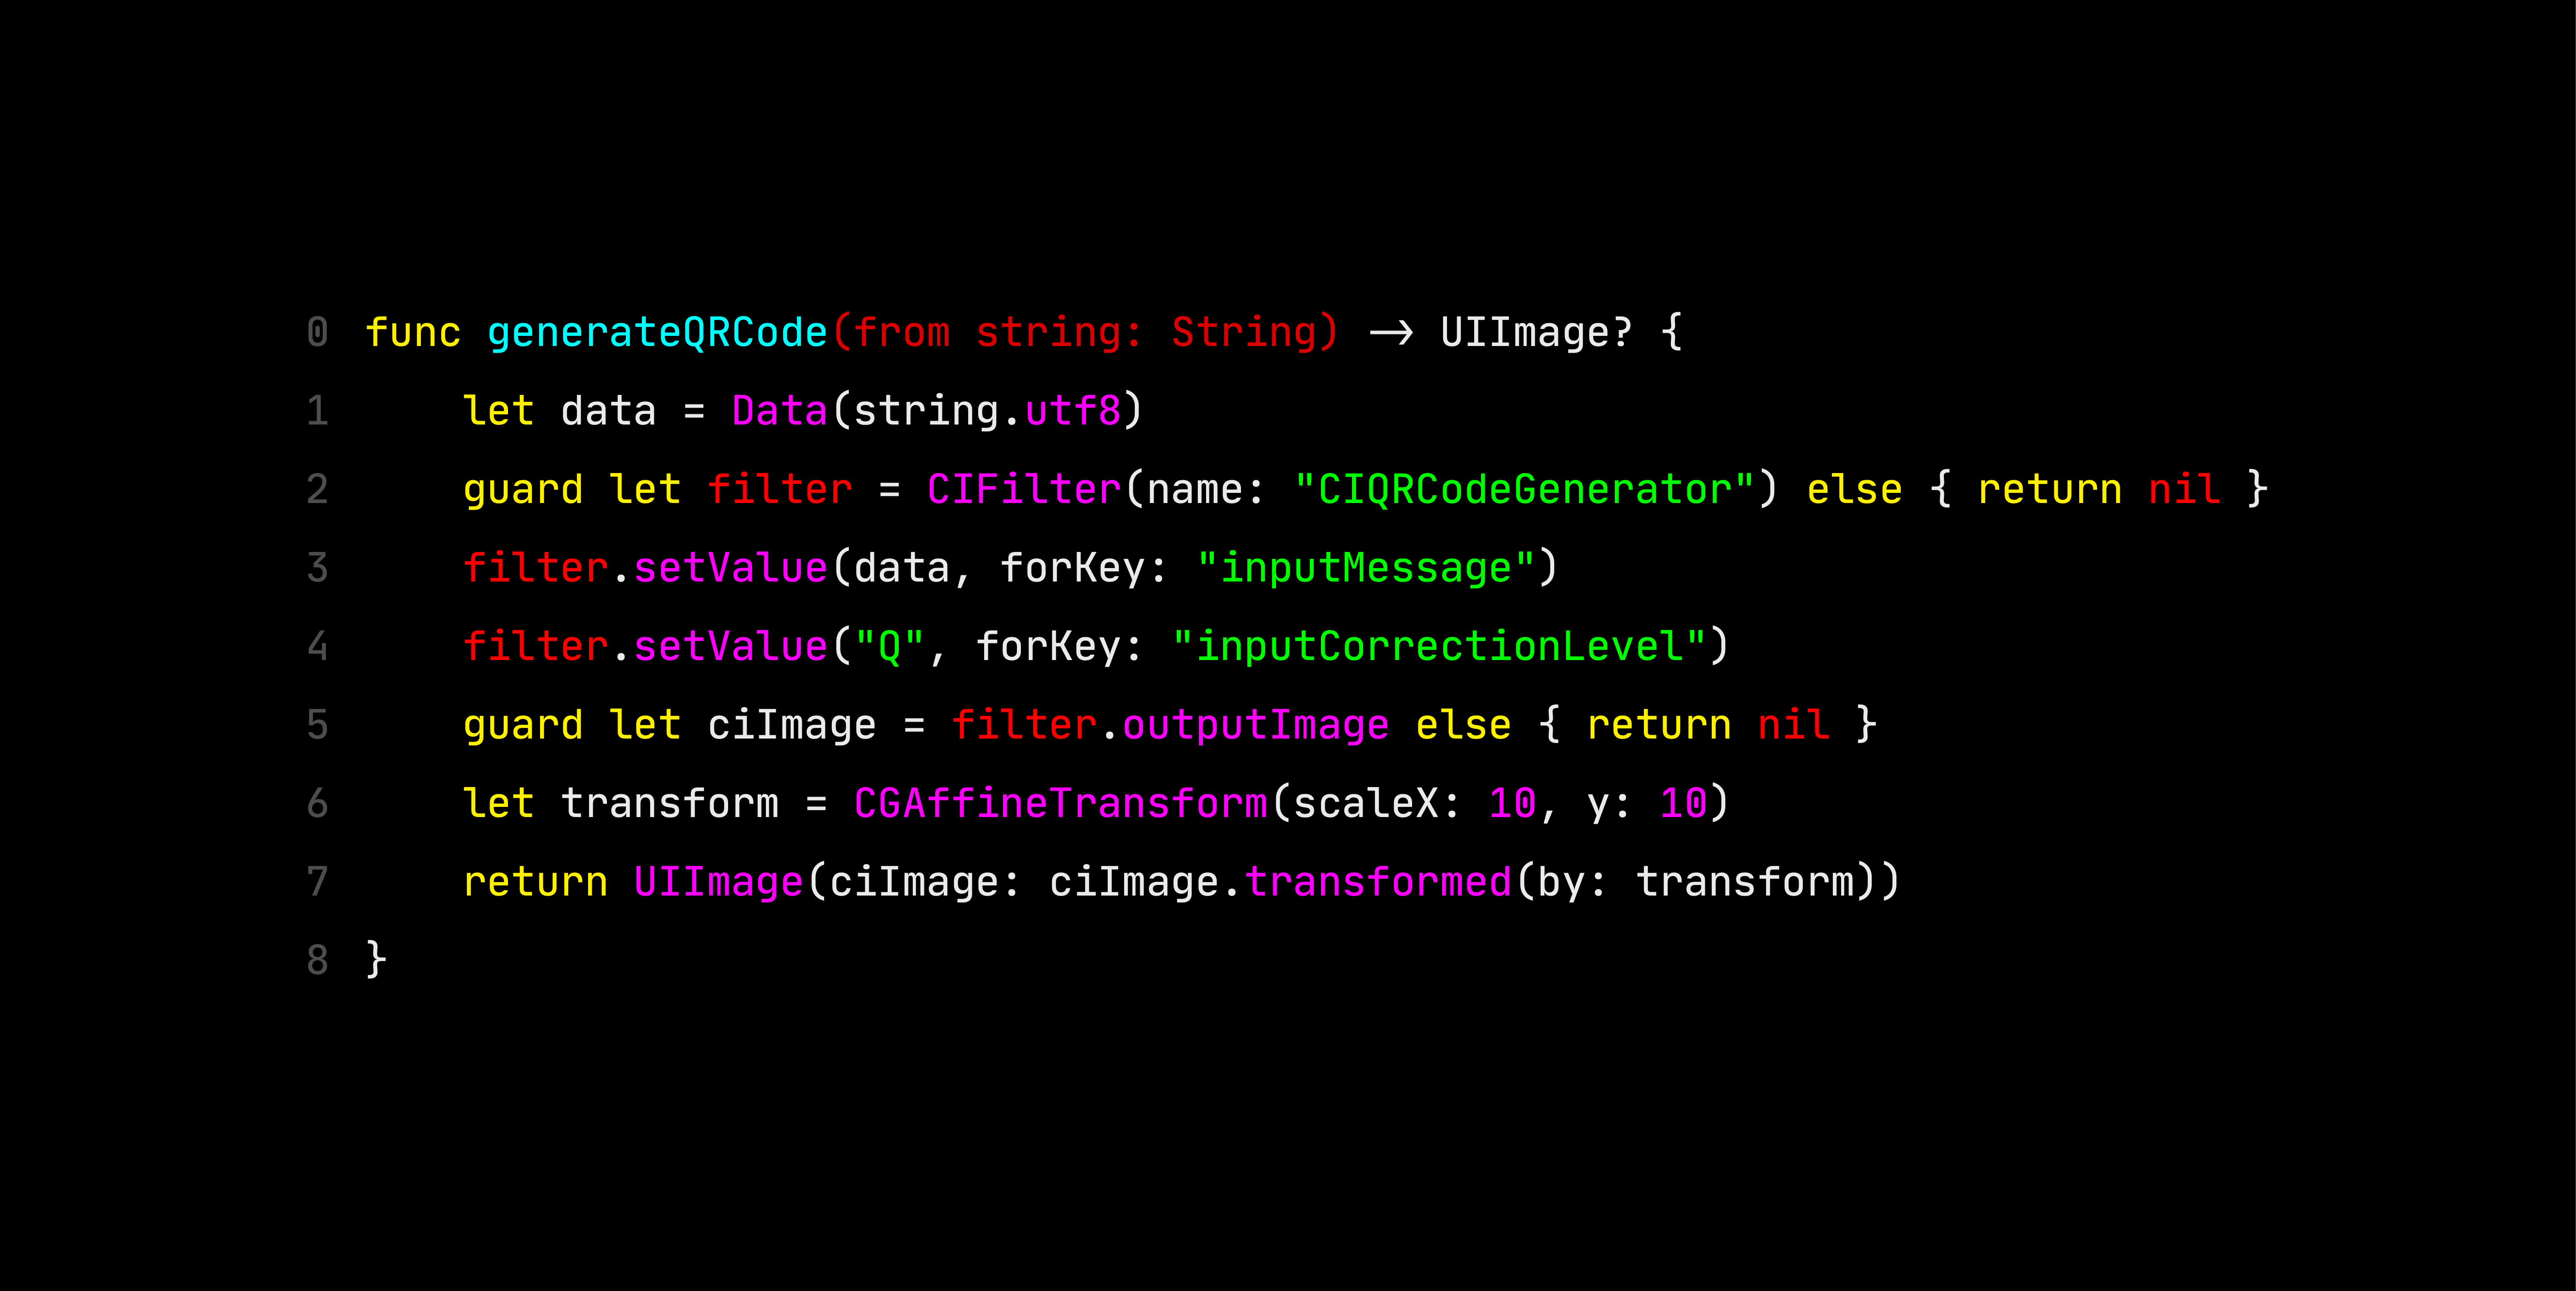 0 func generateQRCode(from string: String) -> UIImage? {
1     let data = Data(string.utf8)
2     guard let filter = CIFilter(name: "CIQRCodeGenerator") else { return nil }
3     filter.setValue(data, forKey: "inputMessage")
4     filter.setValue("Q", forKey: "inputCorrectionLevel")
5     guard let ciImage = filter.outputImage else { return nil }
6     let transform = CGAffineTransform(scaleX: 10, y: 10)
7     return UIImage(ciImage: ciImage.transformed(by: transform))
8 }